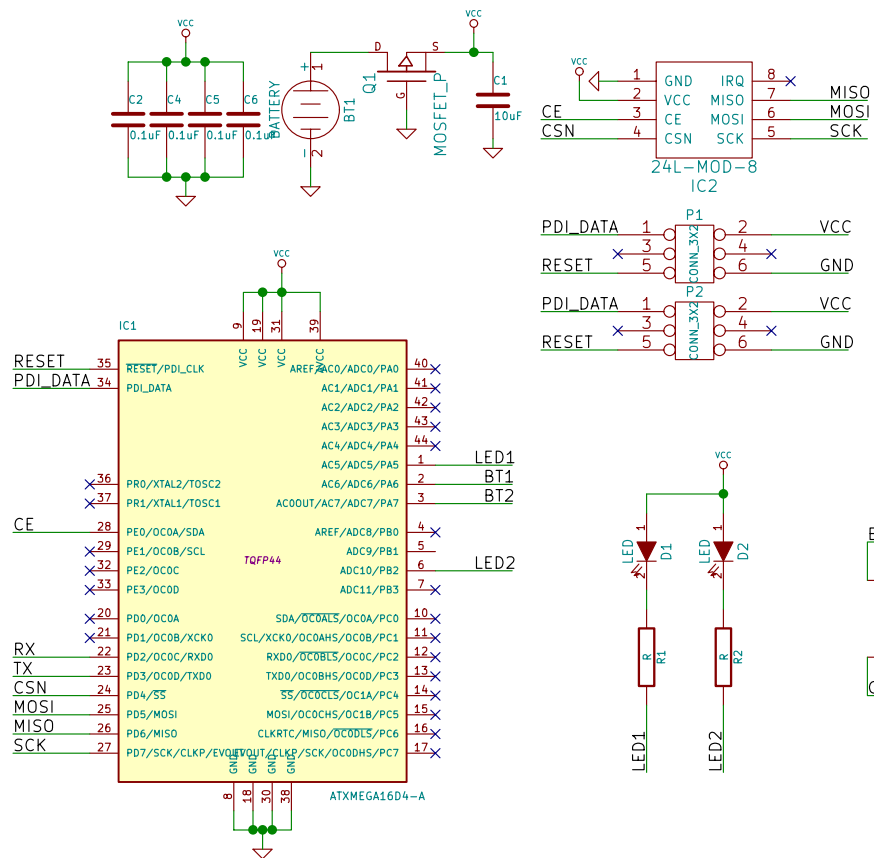 VCC
C2
C4
C5
C6
0.1uF
0.1uF
0.1uF
0.1uF
BATTERY
+
1
BT1
−
2
D
S
Q1
G
MOSFET_P
VCC
C1
10uF
VCC
1 GND IRQ 8
2 VCC MISO 7 MISO
CE 3 CE MOSI 6 MOSI
CSN 4 CSN SCK 5 SCK
24L-MOD-8
IC2
P1
PDI_DATA 1 2 VCC
3 4
RESET 5 6 GND
CONN_3X2
P2
PDI_DATA 1 2 VCC
3 4
RESET 5 6 GND
CONN_3X2
VCC
IC1
9 19 31 39
VCC VCC VCC VCC
RESET 35 RESET/PDI_CLK AREF/AC0/ADC0/PA0 40
PDI_DATA 34 PDI_DATA AC1/ADC1/PA1 41
AC2/ADC2/PA2 42
AC3/ADC3/PA3 43
AC4/ADC4/PA4 44
AC5/ADC5/PA5 1 LED1
36 PR0/XTAL2/TOSC2 AC6/ADC6/PA6 2 BT1
37 PR1/XTAL1/TOSC1 AC0OUT/AC7/ADC7/PA7 3 BT2
CE 28 PE0/OC0A/SDA AREF/ADC8/PB0 4
29 PE1/OC0B/SCL ADC9/PB1 5
32 PE2/OC0C ADC10/PB2 6 LED2
33 PE3/OC0D ADC11/PB3 7
TQFP44
20 PD0/OC0A SDA/OC0ALS/OC0A/PC0 10
21 PD1/OC0B/XCK0 SCL/XCK0/OC0AHS/OC0B/PC1 11
RX 22 PD2/OC0C/RXD0 RXD0/OC0BLS/OC0C/PC2 12
TX 23 PD3/OC0D/TXD0 TXD0/OC0BHS/OC0D/PC3 13
CSN 24 PD4/SS SS/OC0CLS/OC1A/PC4 14
MOSI 25 PD5/MOSI MOSI/OC0CHS/OC1B/PC5 15
MISO 26 PD6/MISO CLKRTC/MISO/OC0DLS/PC6 16
SCK 27 PD7/SCK/CLKP/EVOUT EVOUT/CLKP/SCK/OC0DHS/PC7 17
GND GND GND GND
8 18 30 38
ATXMEGA16D4-A
VCC
1
LED D1
2
1
LED D2
2
R R1
R R2
LED1
LED2